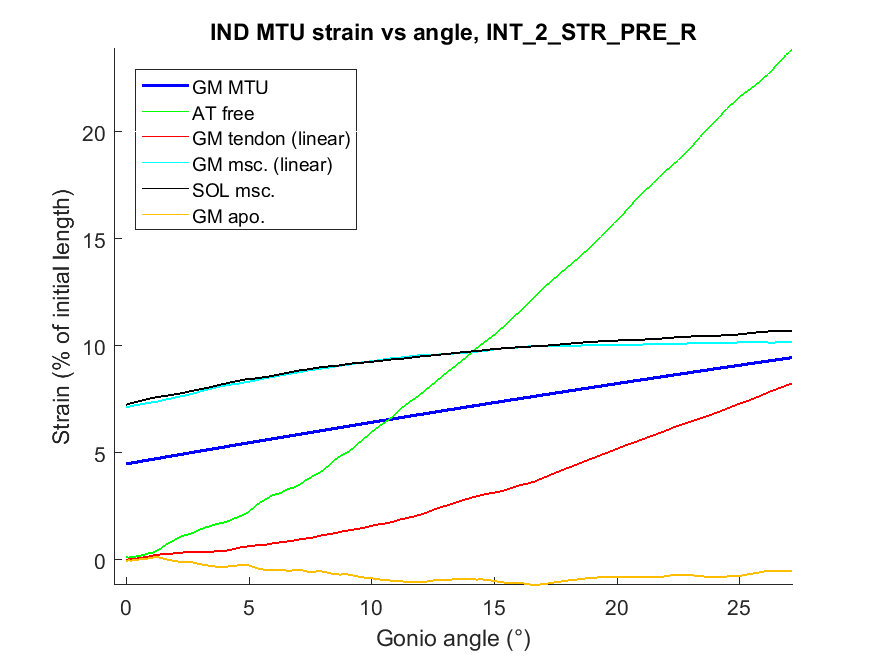 IND MTU strain vs angle, INT_2_STR_PRE_R
GM MTU
AT free
GM tendon (linear)
GM msc. (linear)
SOL msc.
GM apo.
Strain (% of initial length)
20
15
10
5
0
0 5 10 15 20 25
Gonio angle (°)